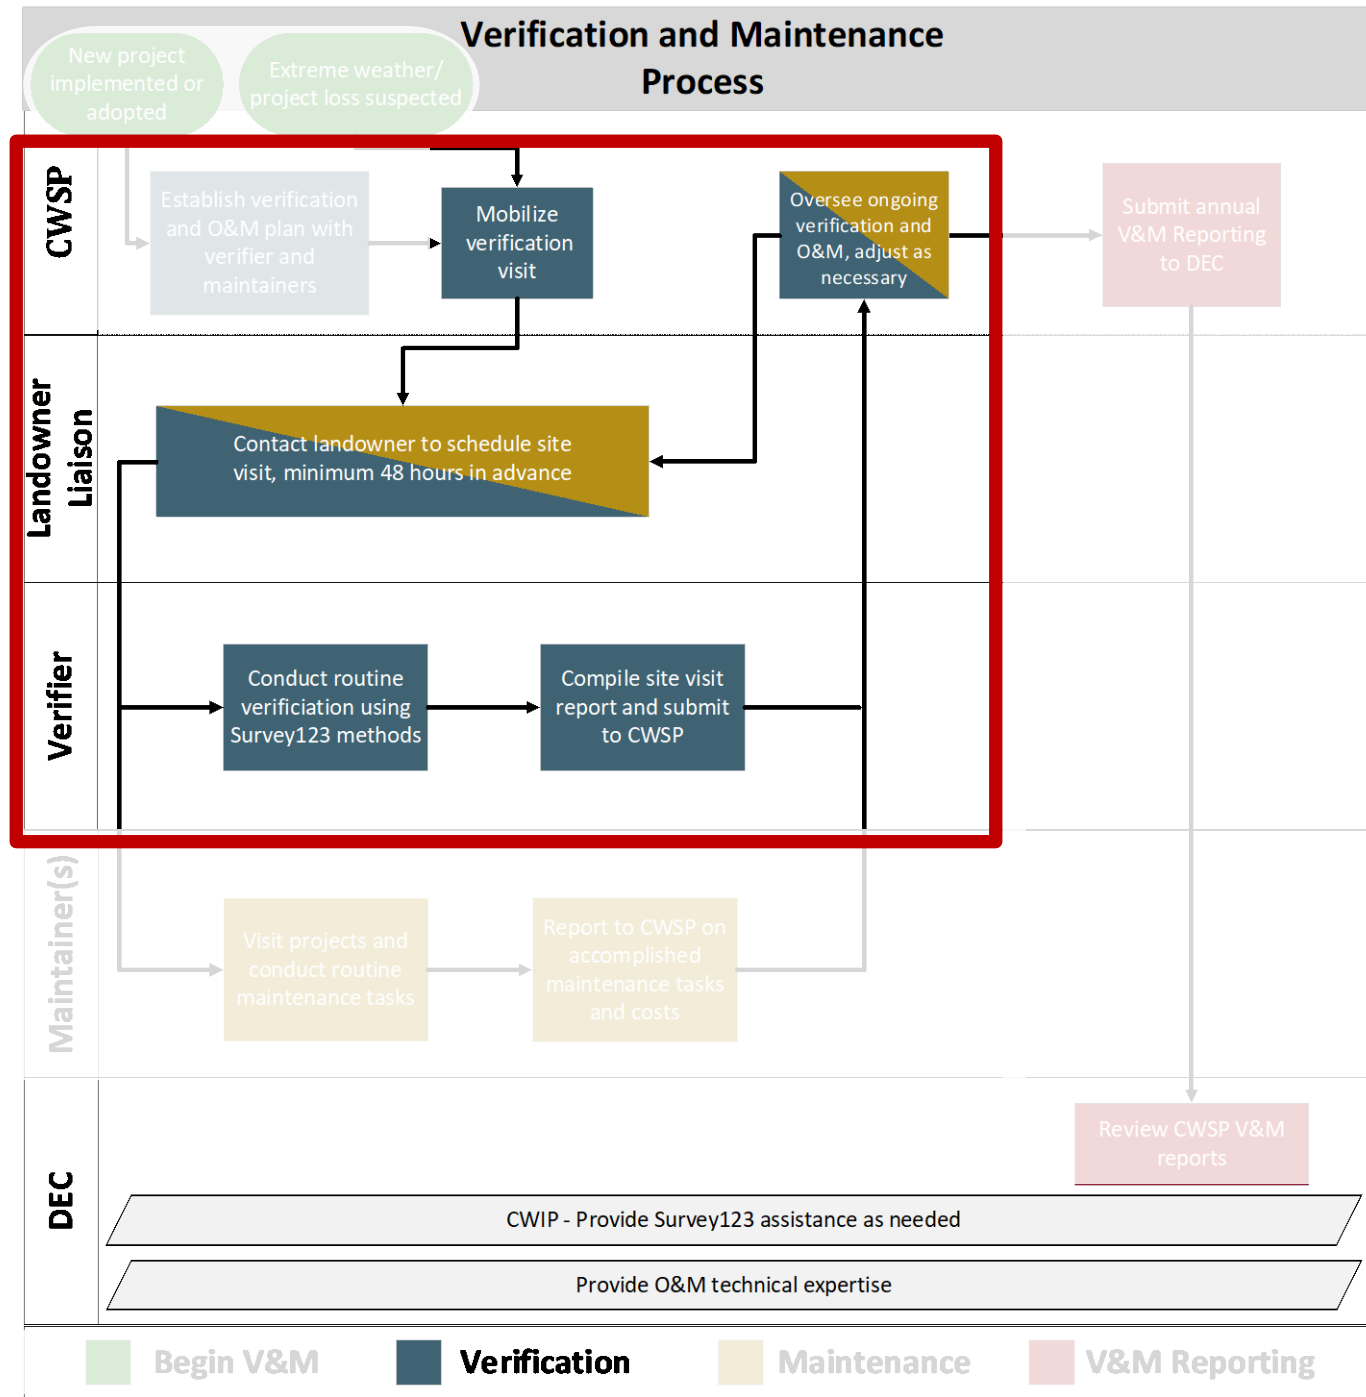 Verification and Maintenance
Process
New project
implemented or
adopted
Extreme weather/
project loss suspected
CWSP
Establish verification
and O&M plan with
verifier and
maintainers
Mobilize
verification
visit
Oversee ongoing
verification and
O&M, adjust as
necessary
Submit annual
V&M Reporting
to DEC
Landowner
Liaison
Contact landowner to schedule site
visit, minimum 48 hours in advance
Verifier
Conduct routine
verificiation using
Survey123 methods
Compile site visit
report and submit
to CWSP
Maintainer(s)
Visit projects and
conduct routine
maintenance tasks
Report to CWSP on
accomplished
maintenance tasks
and costs
DEC
Review CWSP V&M
reports
CWIP - Provide Survey123 assistance as needed
Provide O&M technical expertise
Begin V&M
Verification
Maintenance
V&M Reporting